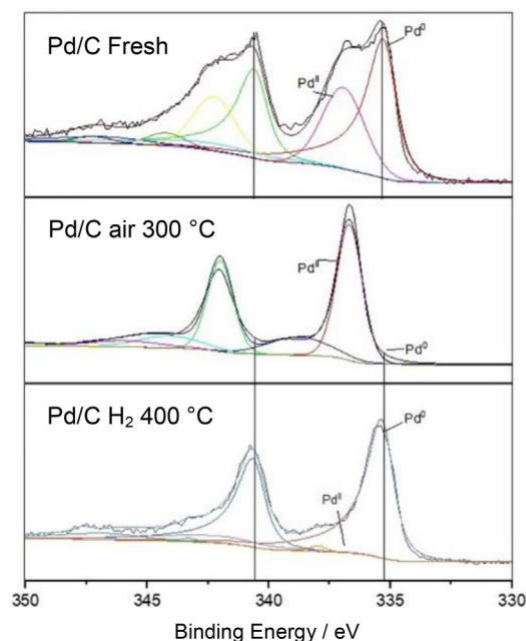 Pd/C Fresh
Pd⁰
Pdᴵᴵ
Pd/C air 300 °C
Pdᴵᴵ
Pd⁰
Pd/C H₂ 400 °C
Pd⁰
Pdᴵᴵ
350 345 340 335 330
Binding Energy / eV